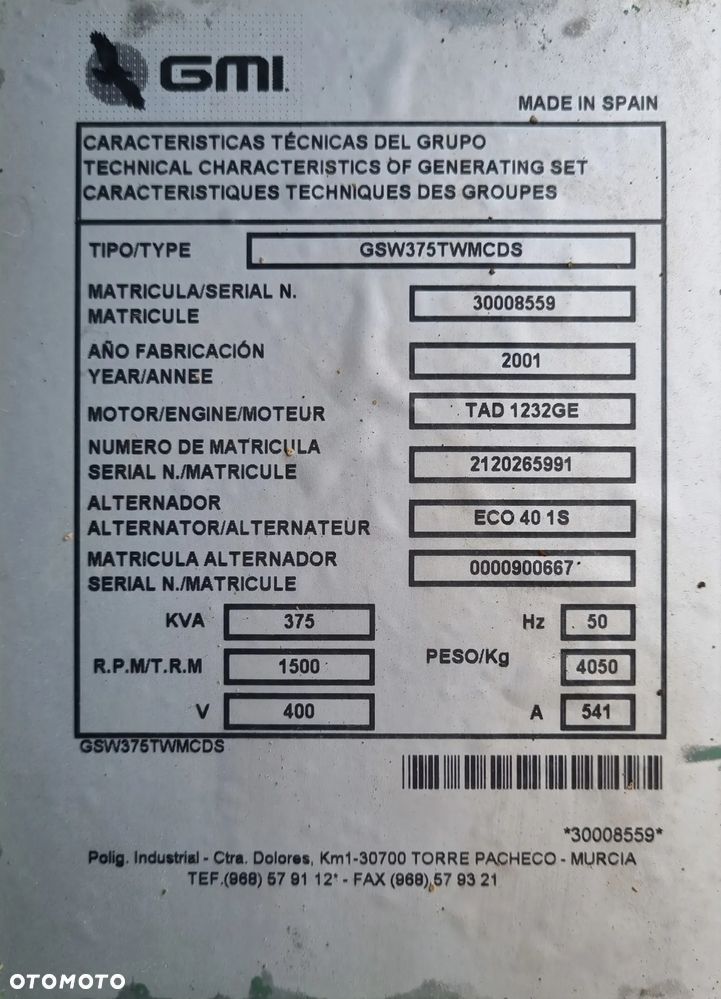 GMI
MADE IN SPAIN
CARACTERISTICAS TÉCNICAS DEL GRUPO
TECHNICAL CHARACTERISTICS OF GENERATING SET
CARACTERISTIQUES TECHNIQUES DES GROUPES
TIPO/TYPE GSW375TWMCDS
MATRICULA/SERIAL N.
MATRICULE 30008559
AÑO FABRICACIÓN
YEAR/ANNEE 2001
MOTOR/ENGINE/MOTEUR TAD 1232GE
NUMERO DE MATRICULA
SERIAL N./MATRICULE 2120265991
ALTERNADOR
ALTERNATOR/ALTERNATEUR ECO 40 1S
MATRICULA ALTERNADOR
SERIAL N./MATRICULE 0000900667
KVA 375 Hz 50
R.P.M/T.R.M 1500 PESO/Kg 4050
V 400 A 541
GSW375TWMCDS
*30008559*
Polig. Industrial - Ctra. Dolores, Km1-30700 TORRE PACHECO - MURCIA
TEF.(968) 57 91 12* - FAX (968) 57 93 21
OTOMOTO